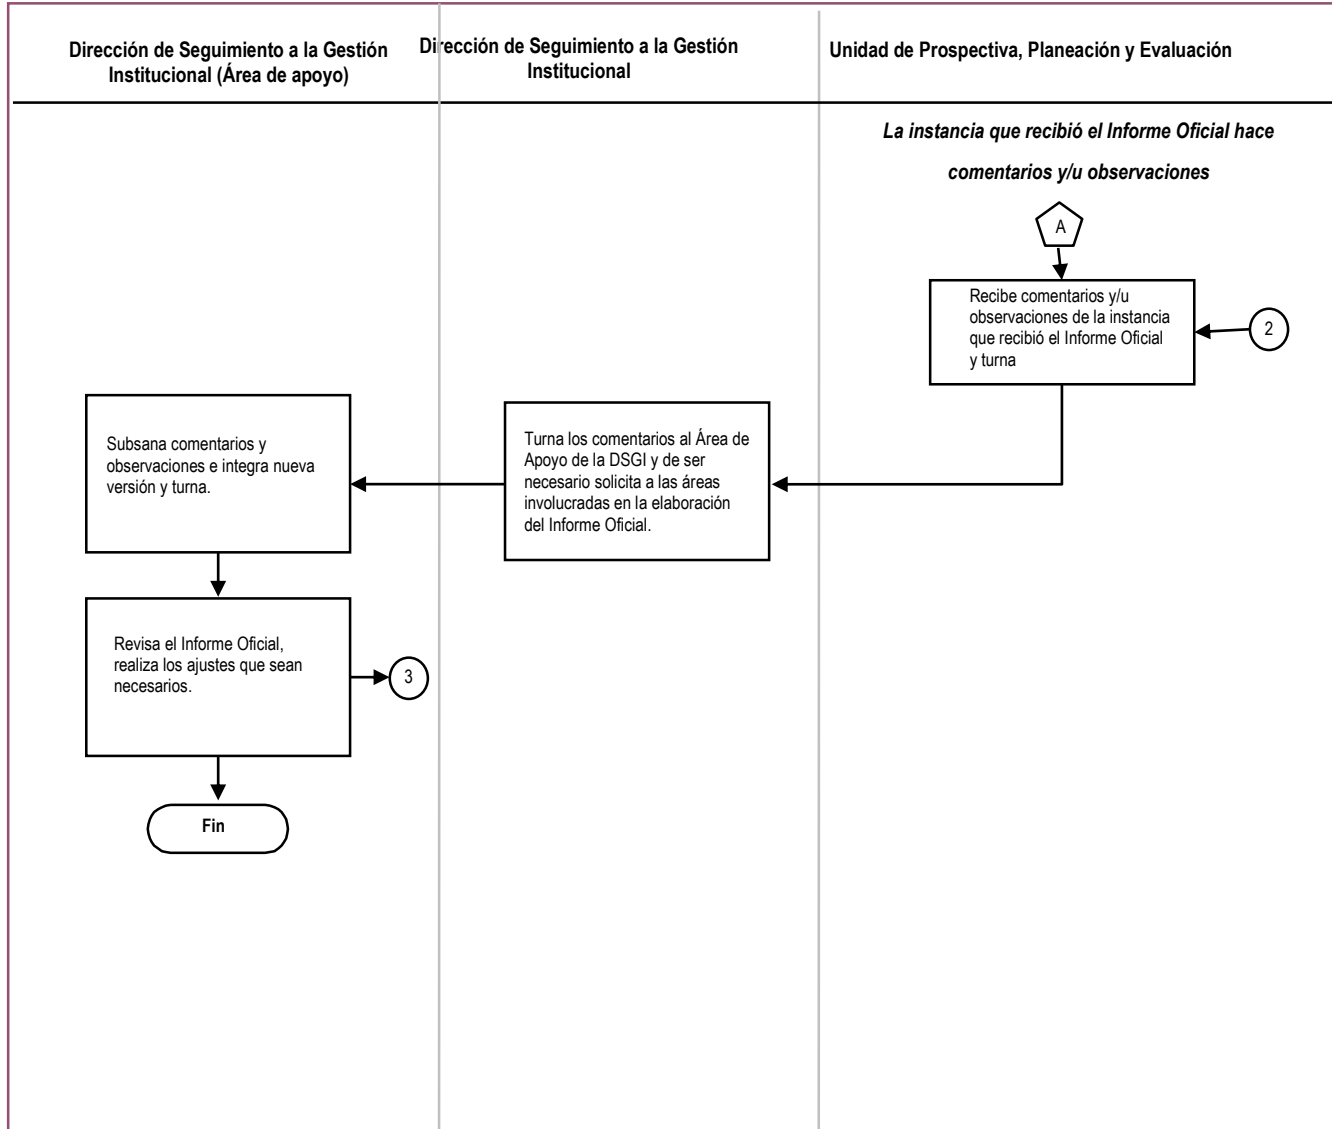 Dirección de Seguimiento a la Gestión
Institucional (Área de apoyo)
Dirección de Seguimiento a la Gestión
Institucional
Unidad de Prospectiva, Planeación y Evaluación
La instancia que recibió el Informe Oficial hace
comentarios y/u observaciones
A
Recibe comentarios y/u
observaciones de la instancia
que recibió el Informe Oficial
y turna
2
Turna los comentarios al Área de
Apoyo de la DSGI y de ser
necesario solicita a las áreas
involucradas en la elaboración
del Informe Oficial.
Subsana comentarios y
observaciones e integra nueva
versión y turna.
Revisa el Informe Oficial,
realiza los ajustes que sean
necesarios.
3
Fin